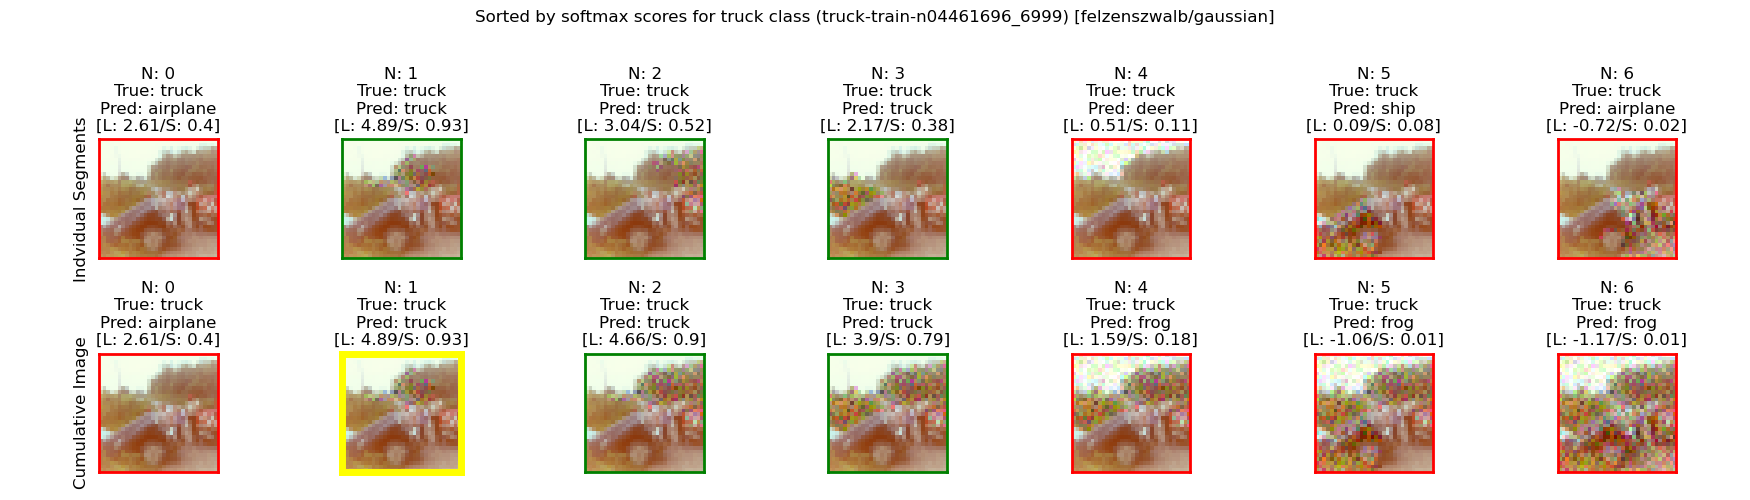 Sorted by softmax scores for truck class (truck-train-n04461696_6999) [felzenszwalb/gaussian]
Indvidual Segments
N: 0
True: truck
Pred: airplane
[L: 2.61/S: 0.4]
N: 1
True: truck
Pred: truck
[L: 4.89/S: 0.93]
N: 2
True: truck
Pred: truck
[L: 3.04/S: 0.52]
N: 3
True: truck
Pred: truck
[L: 2.17/S: 0.38]
N: 4
True: truck
Pred: deer
[L: 0.51/S: 0.11]
N: 5
True: truck
Pred: ship
[L: 0.09/S: 0.08]
N: 6
True: truck
Pred: airplane
[L: -0.72/S: 0.02]
Cumulative Image
N: 0
True: truck
Pred: airplane
[L: 2.61/S: 0.4]
N: 1
True: truck
Pred: truck
[L: 4.89/S: 0.93]
N: 2
True: truck
Pred: truck
[L: 4.66/S: 0.9]
N: 3
True: truck
Pred: truck
[L: 3.9/S: 0.79]
N: 4
True: truck
Pred: frog
[L: 1.59/S: 0.18]
N: 5
True: truck
Pred: frog
[L: -1.06/S: 0.01]
N: 6
True: truck
Pred: frog
[L: -1.17/S: 0.01]